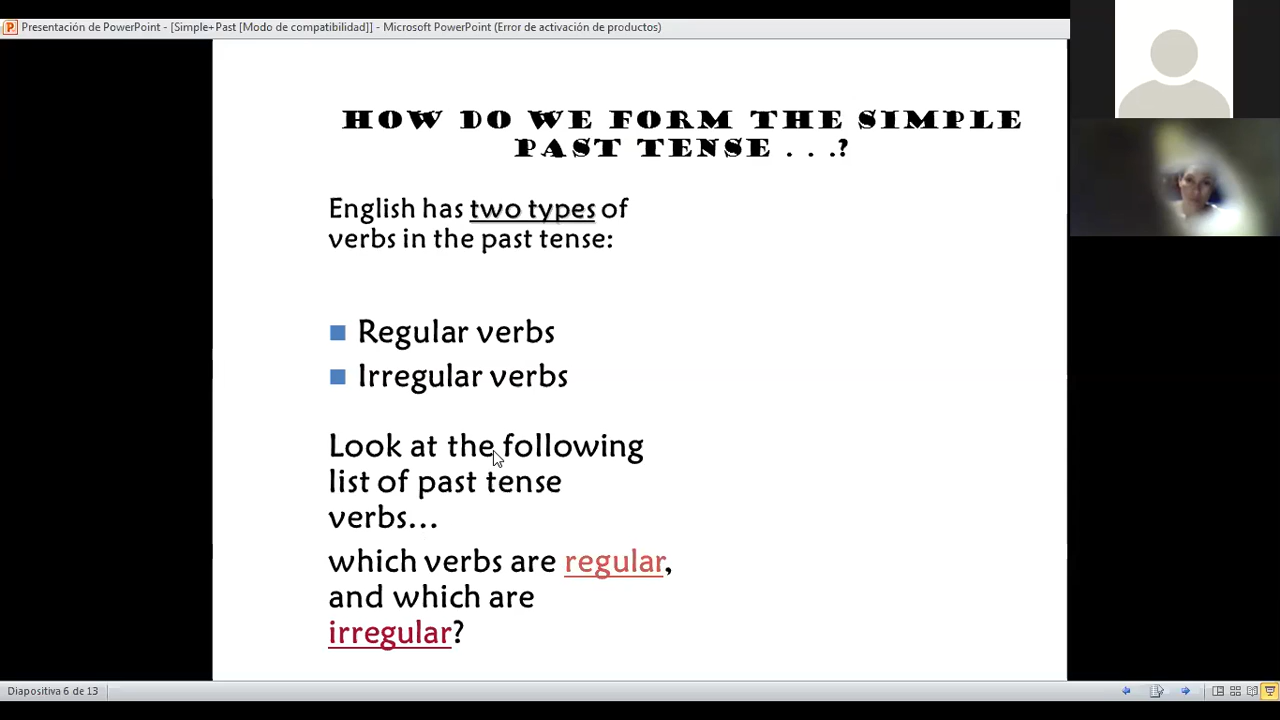 Presentación de PowerPoint - [Simple+Past [Modo de compatibilidad]] - Microsoft PowerPoint (Error de activación de productos)
HOW DO WE FORM THE SIMPLE
PAST TENSE . . .?
English has two types of
verbs in the past tense:
Regular verbs
Irregular verbs
Look at the following
list of past tense
verbs...
which verbs are regular,
and which are
irregular?
Diapositiva 6 de 13